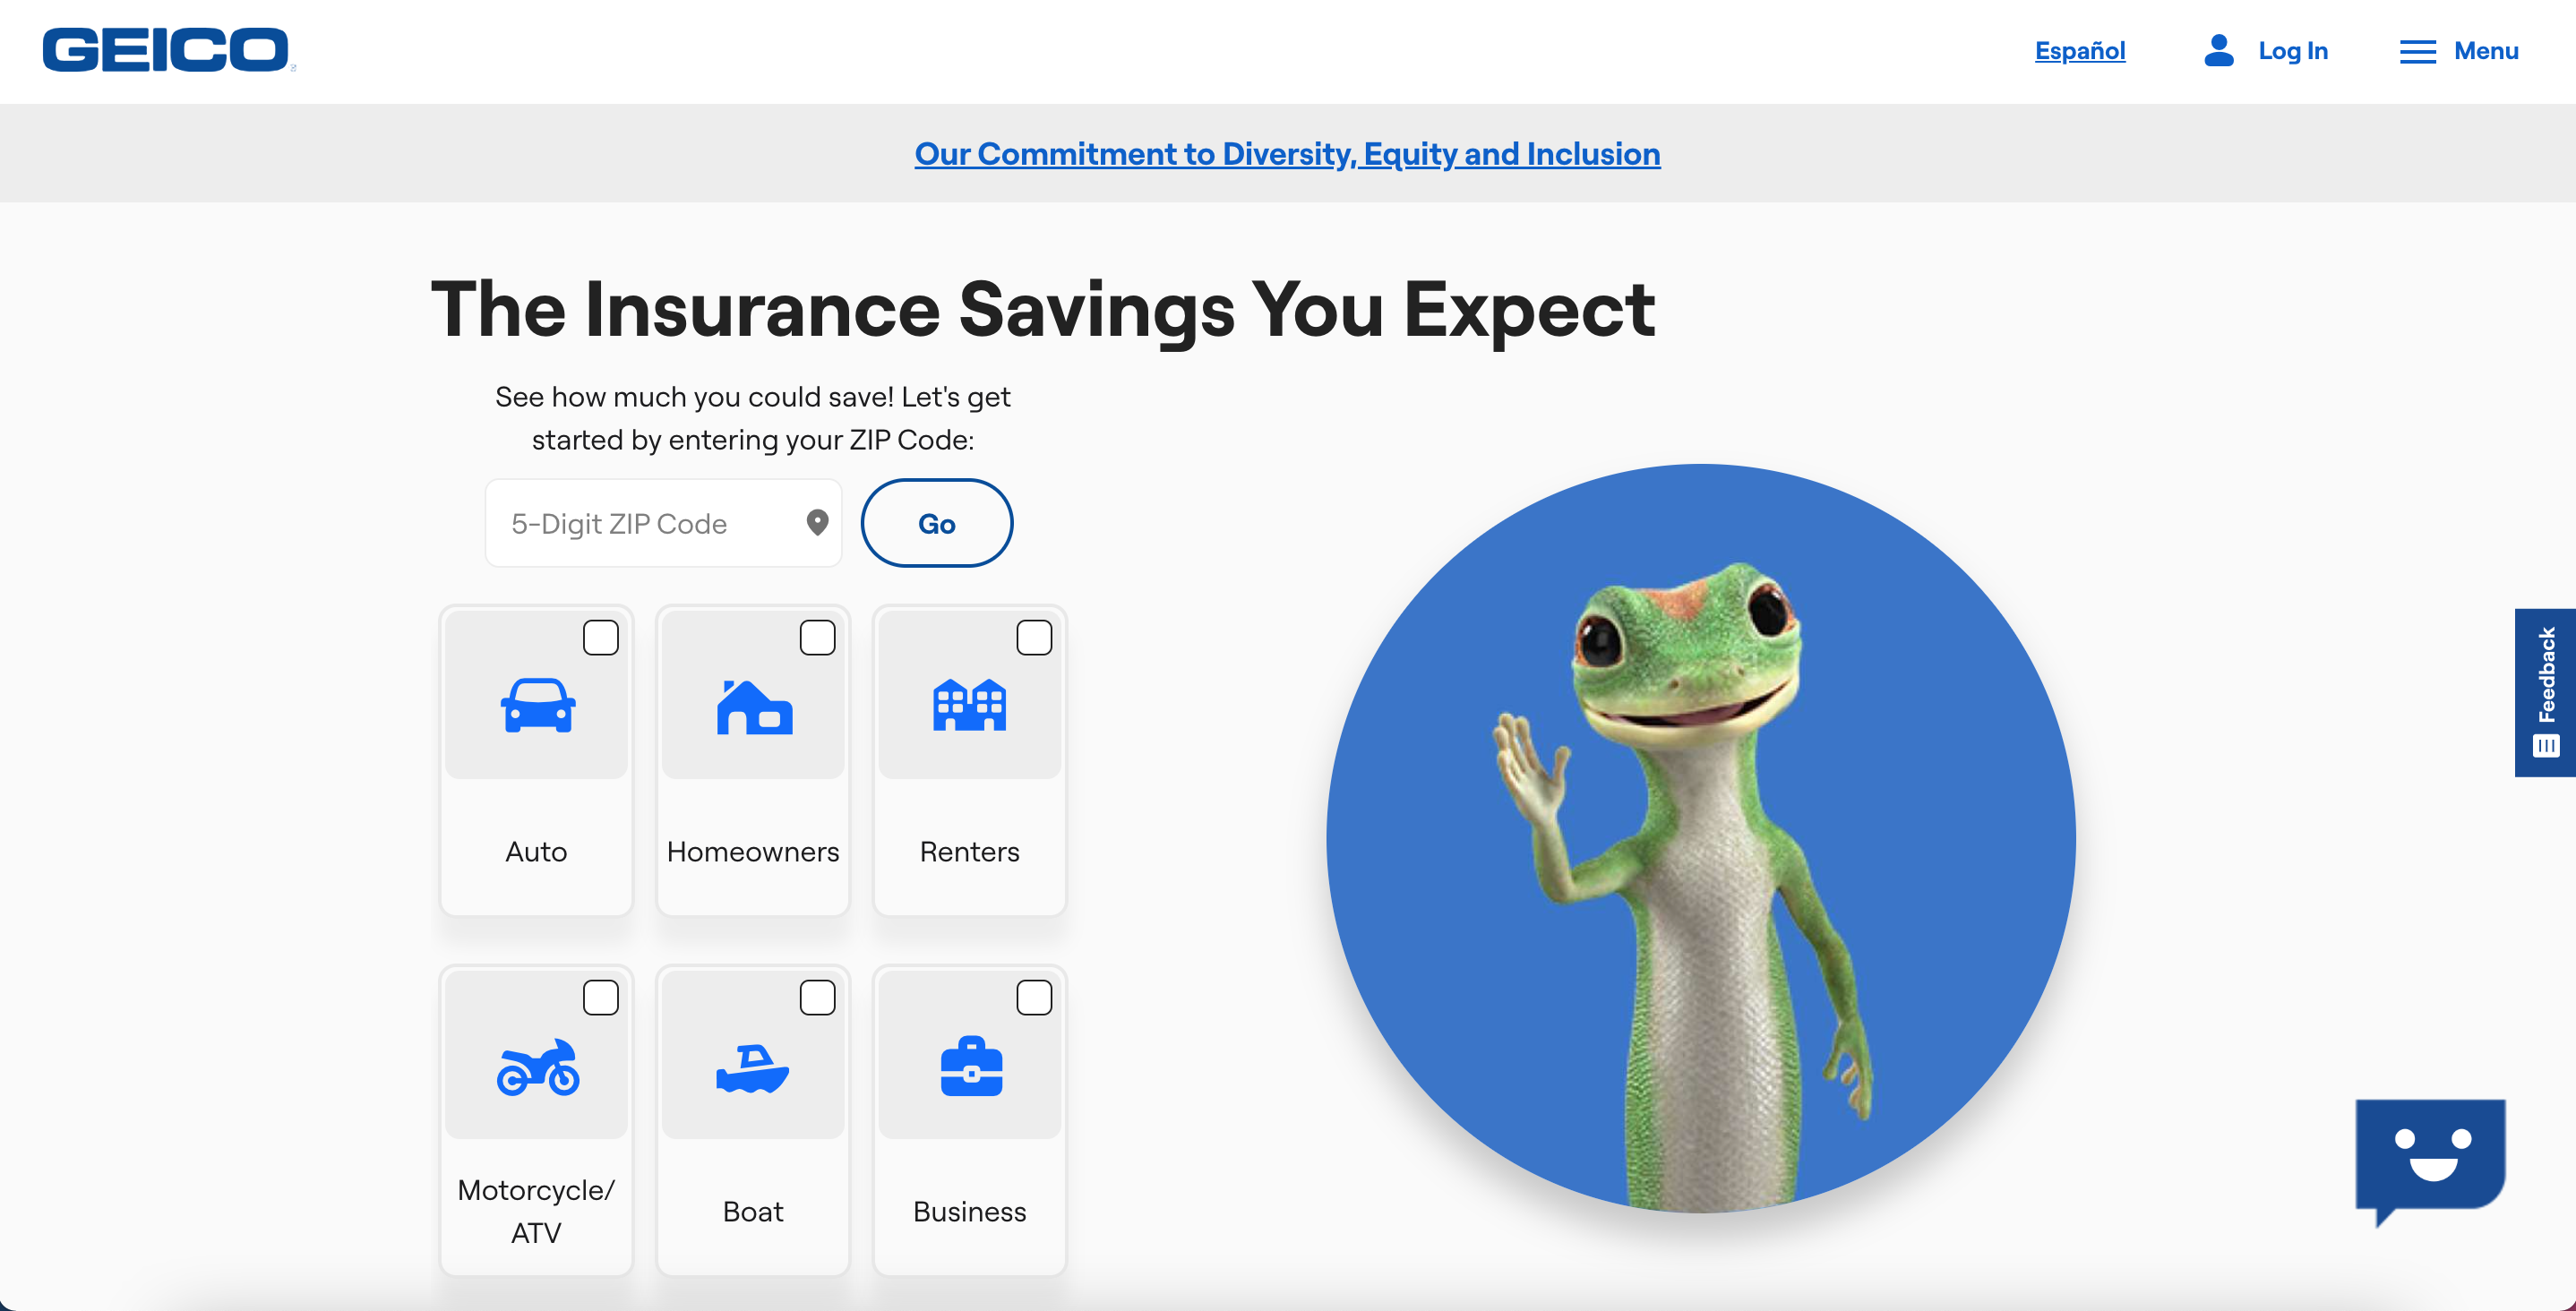 GEICO
Español
Log In
Menu
Our Commitment to Diversity, Equity and Inclusion
The Insurance Savings You Expect
See how much you could save! Let's get
started by entering your ZIP Code:
5-Digit ZIP Code
Go
Auto
Homeowners
Renters
Motorcycle/
ATV
Boat
Business
Feedback